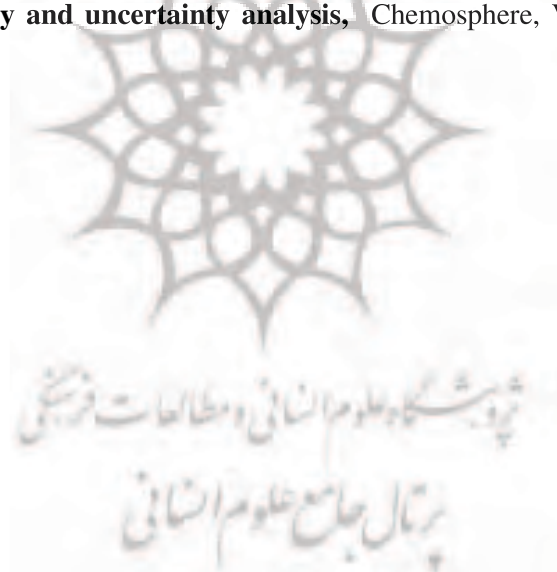 y and uncertainty analysis, Chemosphere, V
پژوهشگاه علوم انسانی و مطالعات فرهنگی
پرتال جامع علوم انسانی